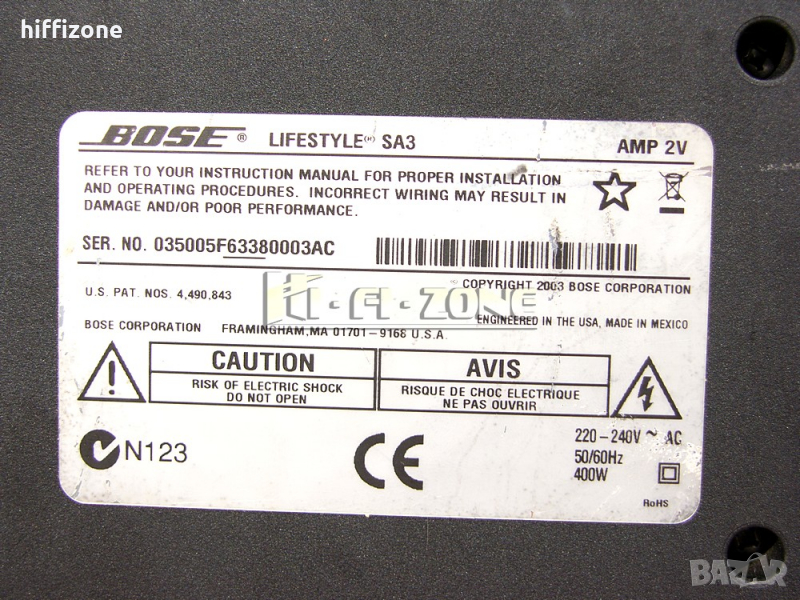 hiffizone
BOSE® LIFESTYLE® SA3 AMP 2V
REFER TO YOUR INSTRUCTION MANUAL FOR PROPER INSTALLATION
AND OPERATING PROCEDURES. INCORRECT WIRING MAY RESULT IN
DAMAGE AND/OR POOR PERFORMANCE.
SER. NO. 035005F63380003AC
COPYRIGHT 2003 BOSE CORPORATION
U.S. PAT. NOS. 4,490,843
HI-FI-ZONE
ENGINEERED IN THE USA, MADE IN MEXICO
BOSE CORPORATION FRAMINGHAM,MA 01701-9168 U.S.A.
CAUTION
RISK OF ELECTRIC SHOCK
DO NOT OPEN
AVIS
RISQUE DE CHOC ELECTRIQUE
NE PAS OUVRIR
N123
CE
220-240V ~ AC
50/60Hz
400W
RoHS
BAZAR